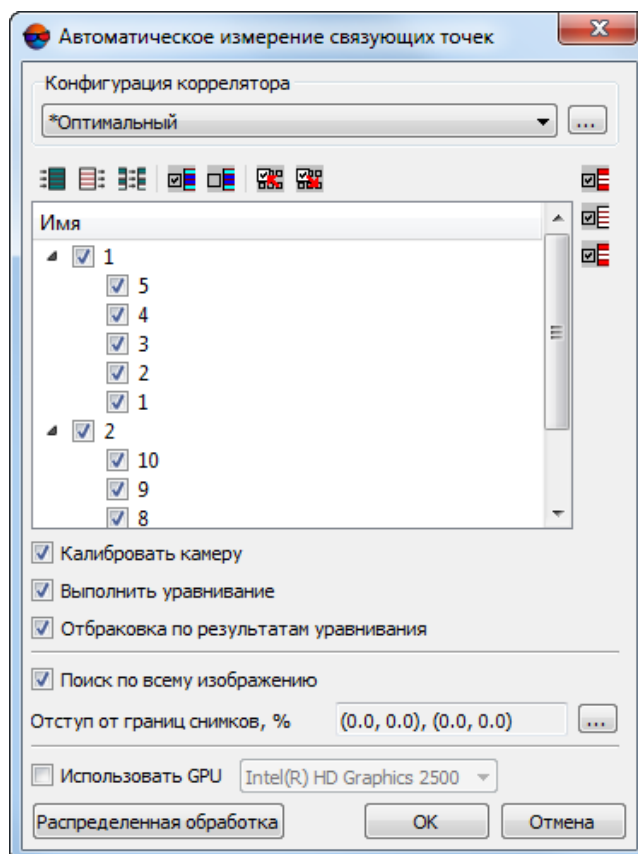 Автоматическое измерение связующих точек
Конфигурация коррелятора
*Оптимальный
...
Имя
1
5
4
3
2
1
2
10
9
8
Калибровать камеру
Выполнить уравнивание
Отбраковка по результатам уравнивания
Поиск по всему изображению
Отступ от границ снимков, % (0.0, 0.0), (0.0, 0.0) ...
Использовать GPU Intel(R) HD Graphics 2500
Распределенная обработка OK Отмена